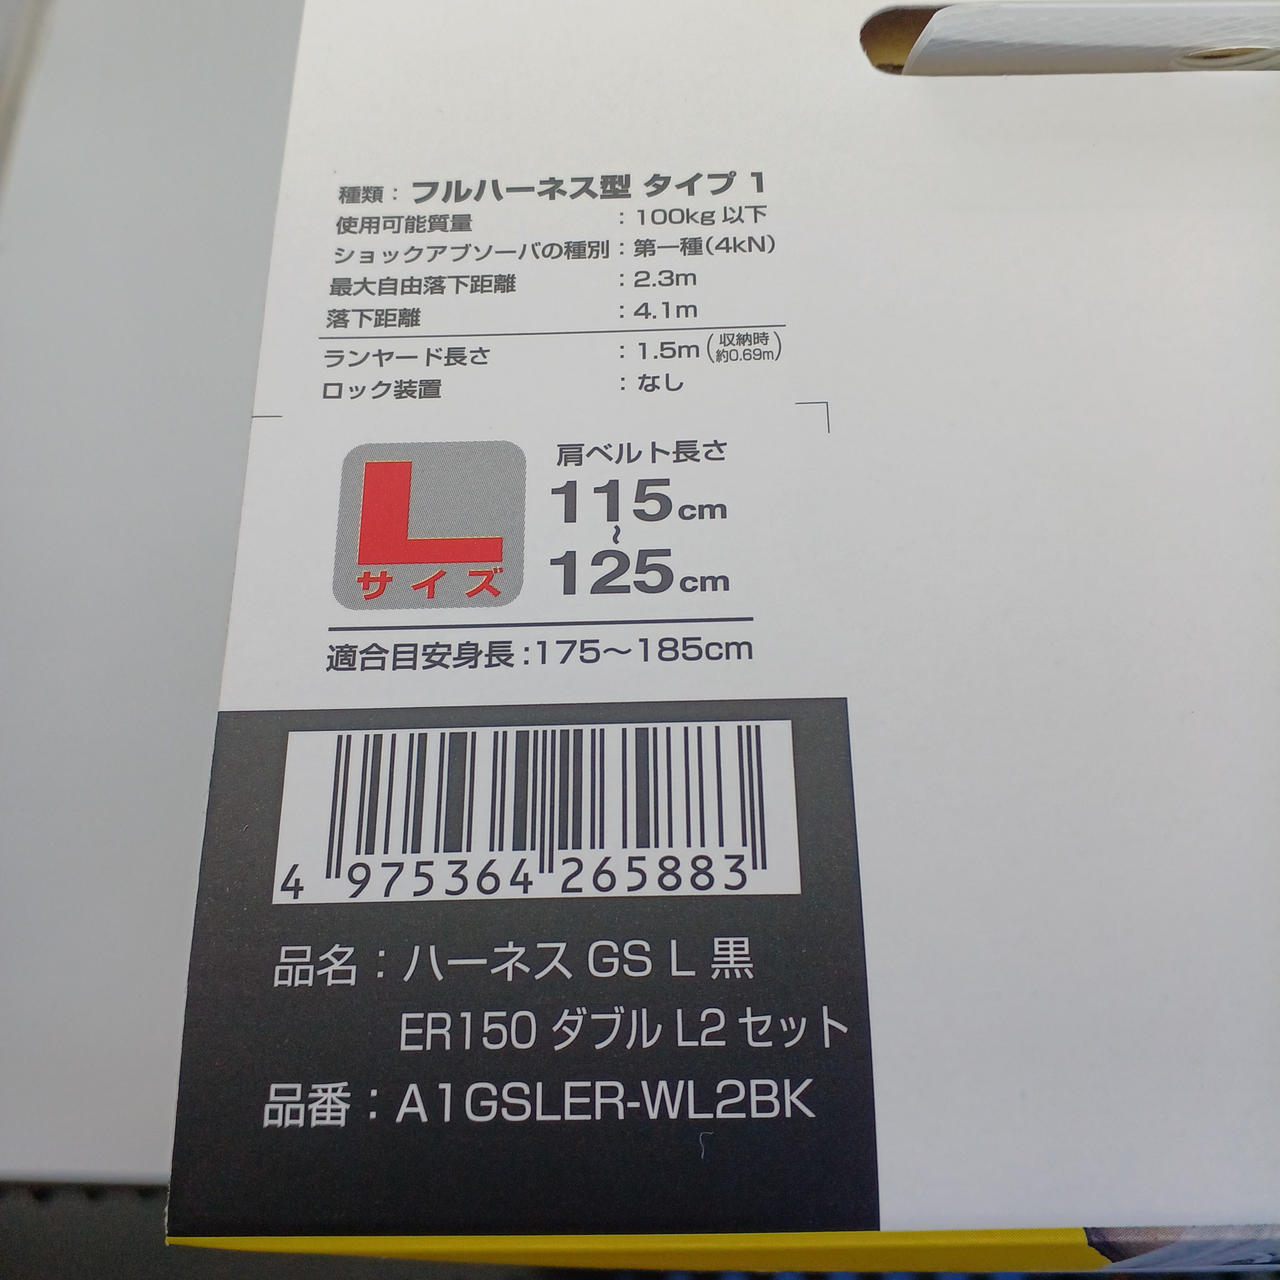 種類：フルハーネス型 タイプ 1
使用可能質量：100kg 以下
ショックアブソーバの種別：第一種(4kN)
最大自由落下距離：2.3m
落下距離：4.1m
ランヤード長さ：1.5m(収納時約0.69m)
ロック装置：なし
L
サイズ
肩ベルト長さ
115cm
～
125cm
適合目安身長:175～185cm
4 975364 265883
品名：ハーネス GS L 黒
ER150 ダブル L2 セット
品番：A1GSLER-WL2BK